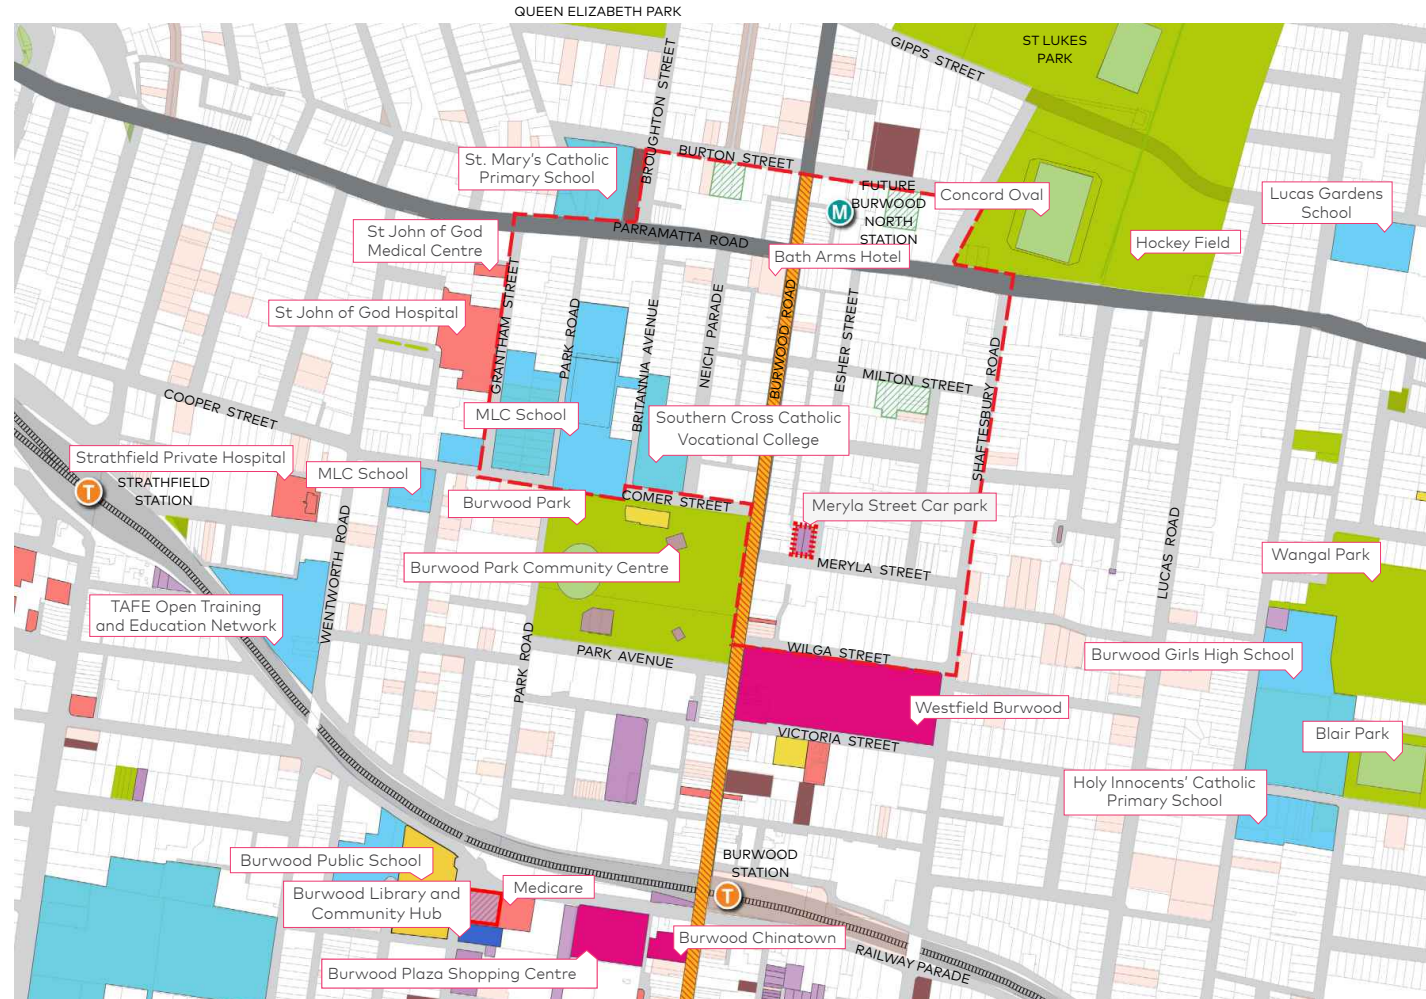 QUEEN ELIZABETH PARK
GIPPS STREET
ST LUKES
PARK
BROUGHTON STREET
BURTON STREET
St. Mary's Catholic
Primary School
FUTURE
BURWOOD
NORTH
STATION
M
Concord Oval
Lucas Gardens
School
St John of God
Medical Centre
PARRAMATTA ROAD
Hockey Field
Bath Arms Hotel
St John of God Hospital
GRANTHAM STREET
PARK ROAD
BRITANNIA AVENUE
NEICH PARADE
BURWOOD ROAD
ESHER STREET
MILTON STREET
SHAFTESBURY ROAD
COOPER STREET
MLC School
Southern Cross Catholic
Vocational College
Strathfield Private Hospital
MLC School
T
STRATHFIELD
STATION
Burwood Park
COMER STREET
Meryla Street Car park
WENTWORTH ROAD
LUCAS ROAD
Wangal Park
Burwood Park Community Centre
MERYLA STREET
TAFE Open Training
and Education Network
PARK ROAD
PARK AVENUE
WILGA STREET
Burwood Girls High School
Westfield Burwood
VICTORIA STREET
Blair Park
Holy Innocents' Catholic
Primary School
BURWOOD
STATION
T
Burwood Public School
Burwood Library and
Community Hub
Medicare
Burwood Chinatown
RAILWAY PARADE
Burwood Plaza Shopping Centre